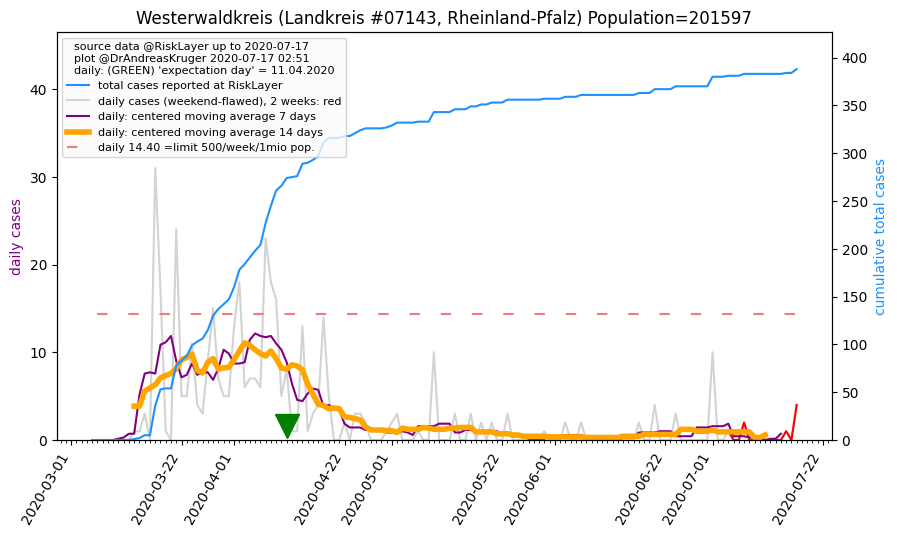 Westerwaldkreis (Landkreis #07143, Rheinland-Pfalz) Population=201597
source data @RiskLayer up to 2020-07-17
plot @DrAndreasKruger 2020-07-17 02:51
daily: (GREEN) 'expectation day' = 11.04.2020
total cases reported at RiskLayer
daily cases (weekend-flawed), 2 weeks: red
daily: centered moving average 7 days
daily: centered moving average 14 days
daily 14.40 =limit 500/week/1mio pop.
daily cases
40
30
20
10
0
cumulative total cases
400
350
300
250
200
150
100
50
0
2020-03-01
2020-03-22
2020-04-01
2020-04-22
2020-05-01
2020-05-22
2020-06-01
2020-06-22
2020-07-01
2020-07-22